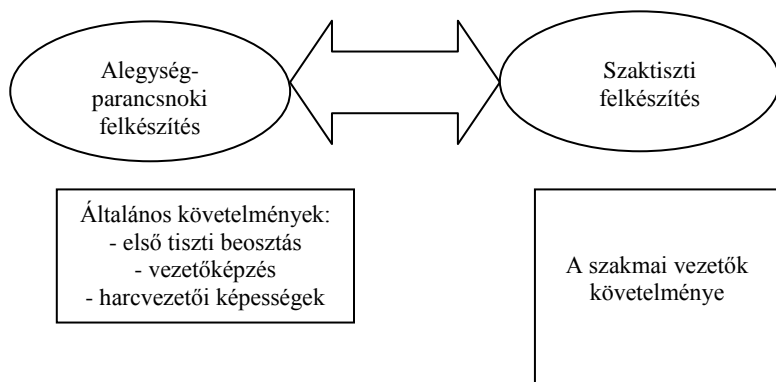 Alegység-
parancsnoki
felkészítés
Szaktiszti
felkészítés
Általános követelmények:
- első tiszti beosztás
- vezetőképzés
- harcvezetői képességek
A szakmai vezetők
követelménye